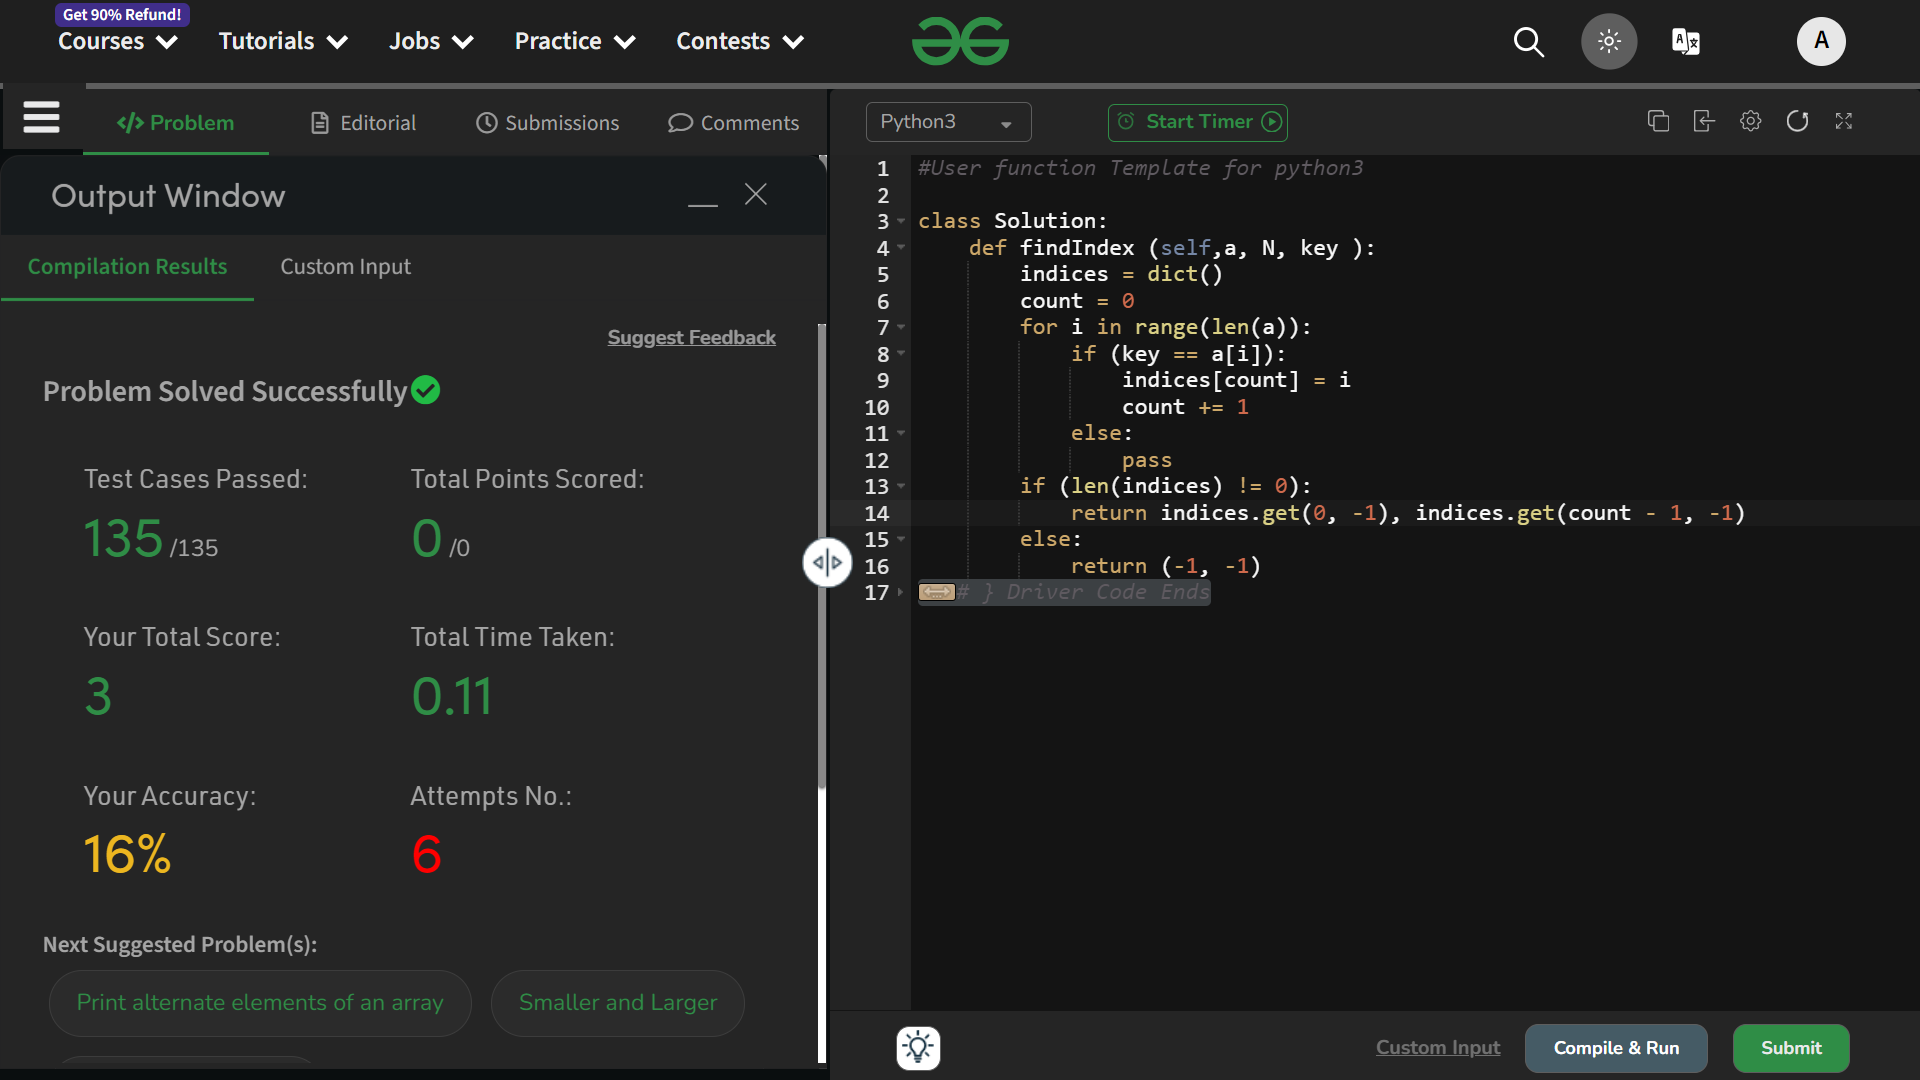 Get 90% Refund!
Courses Tutorials Jobs Practice Contests
A
Problem Editorial Submissions Comments
Python3 Start Timer
Output Window
Compilation Results Custom Input
Suggest Feedback
Problem Solved Successfully
Test Cases Passed: Total Points Scored:
135 /135 0 /0
Your Total Score: Total Time Taken:
3 0.11
Your Accuracy: Attempts No.:
16% 6
Next Suggested Problem(s):
Print alternate elements of an array Smaller and Larger
1 #User function Template for python3
2
3 class Solution:
4     def findIndex (self,a, N, key ):
5         indices = dict()
6         count = 0
7         for i in range(len(a)):
8             if (key == a[i]):
9                 indices[count] = i
10                 count += 1
11             else:
12                 pass
13         if (len(indices) != 0):
14             return indices.get(0, -1), indices.get(count - 1, -1)
15         else:
16             return (-1, -1)
17 # } Driver Code Ends
Custom Input Compile & Run Submit